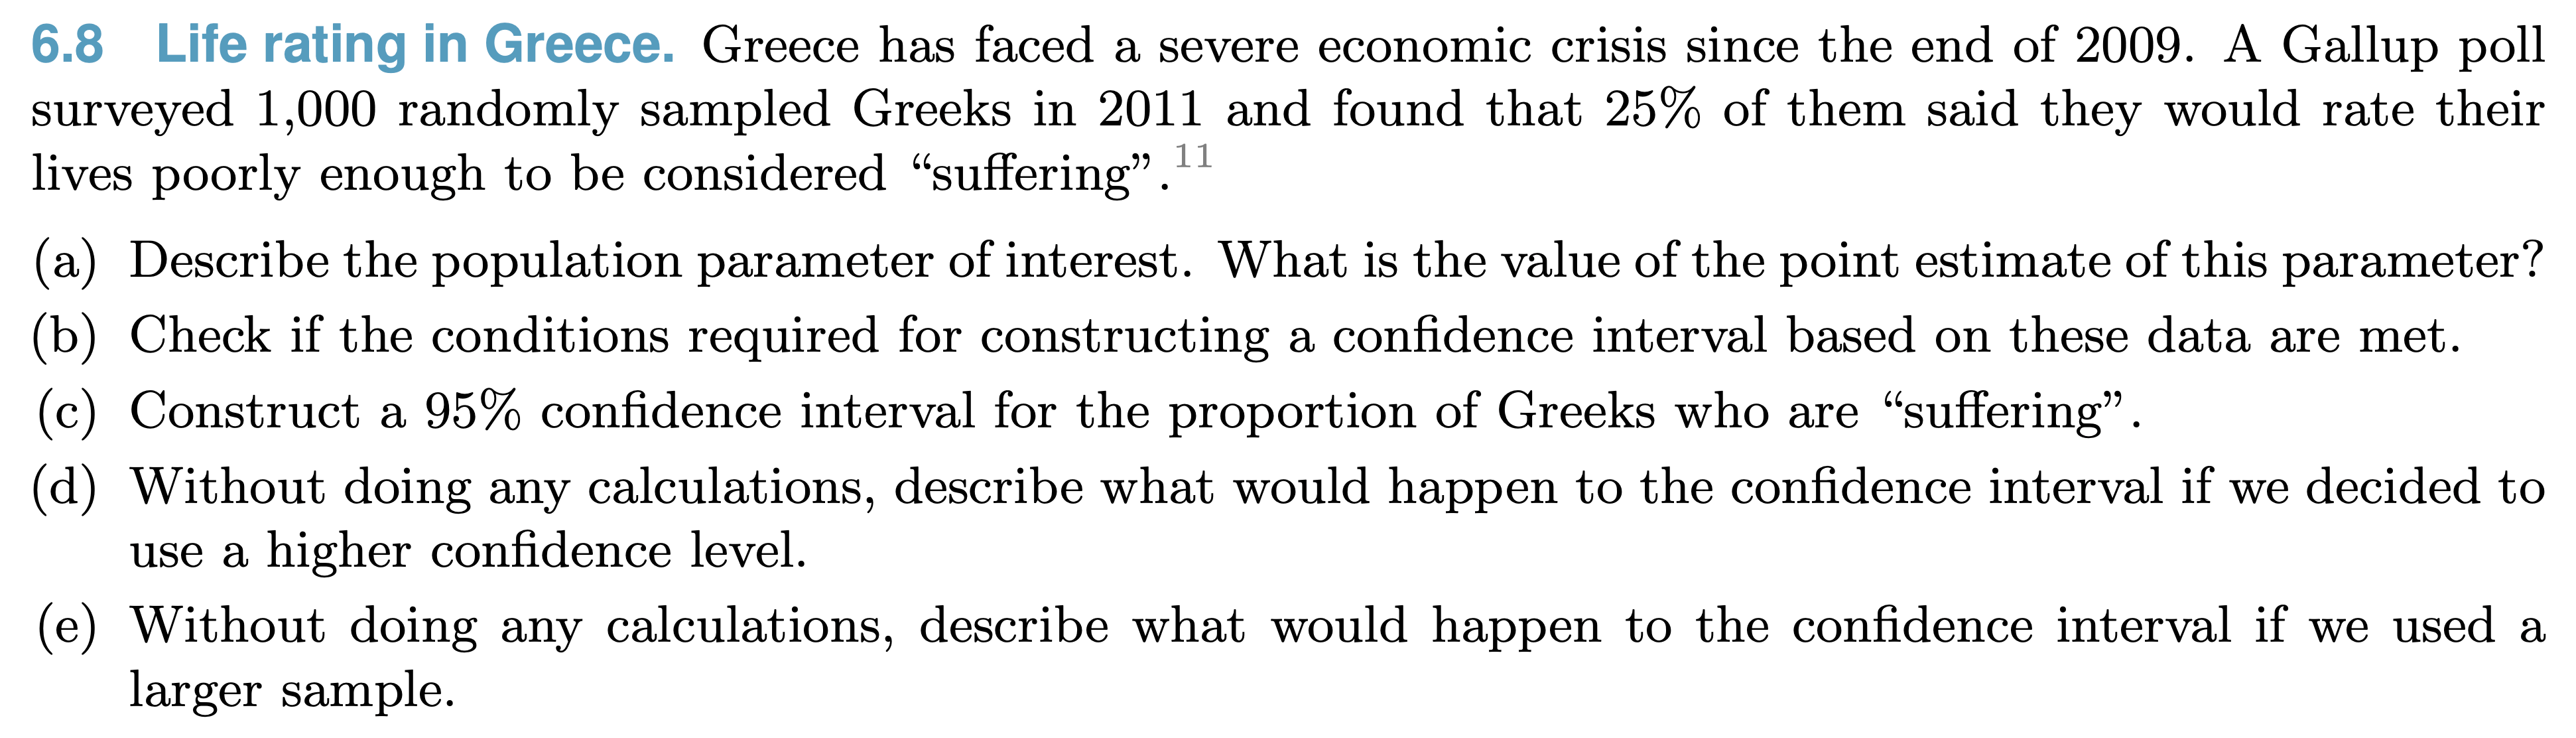 6.8 Life rating in Greece. Greece has faced a severe economic crisis since the end of 2009. A Gallup poll
surveyed 1,000 randomly sampled Greeks in 2011 and found that 25% of them said they would rate their
lives poorly enough to be considered “suffering”.11
(a) Describe the population parameter of interest. What is the value of the point estimate of this parameter?
(b) Check if the conditions required for constructing a confidence interval based on these data are met.
(c) Construct a 95% confidence interval for the proportion of Greeks who are “suffering”.
(d) Without doing any calculations, describe what would happen to the confidence interval if we decided to
use a higher confidence level.
(e) Without doing any calculations, describe what would happen to the confidence interval if we used a
larger sample.